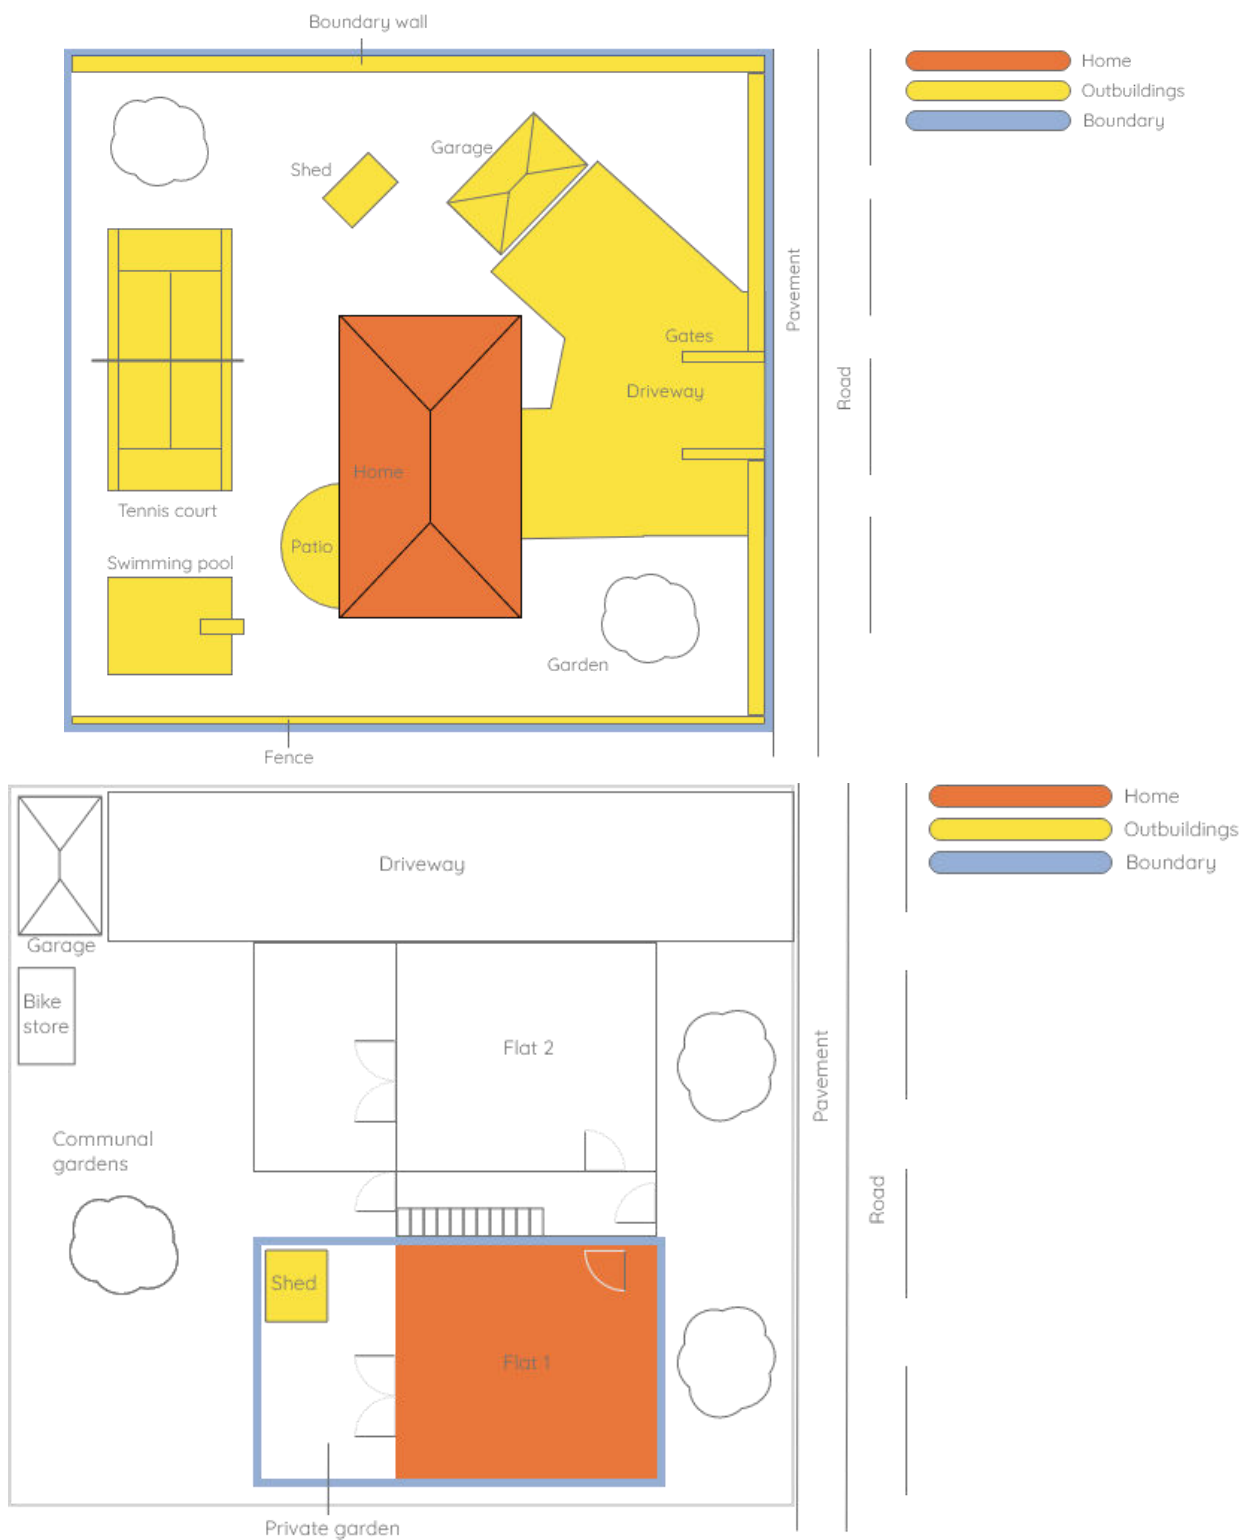 Boundary wall
Home
Outbuildings
Boundary
Garage
Shed
Pavement
Gates
Road
Driveway
Home
Tennis court
Patio
Swimming pool
Garden
Fence
Home
Outbuildings
Boundary
Driveway
Garage
Bike
store
Flat 2
Pavement
Communal
gardens
Road
Shed
Flat 1
Private garden